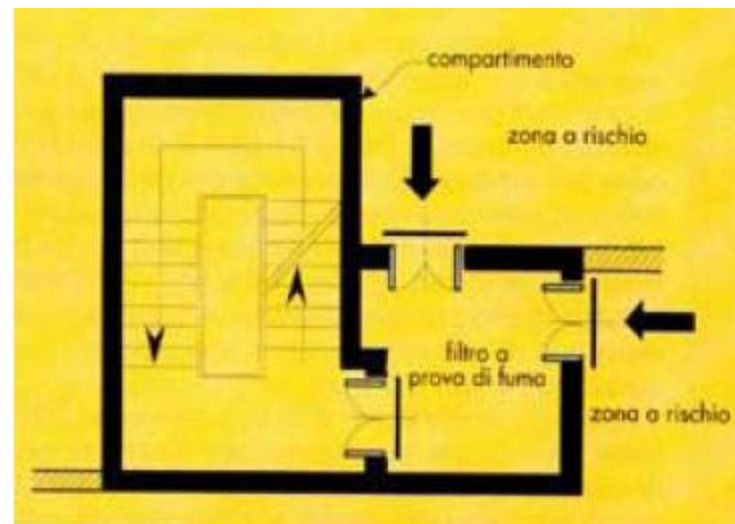 compartimento
zona a rischio
filtro a
prova di fumo
zona a rischio